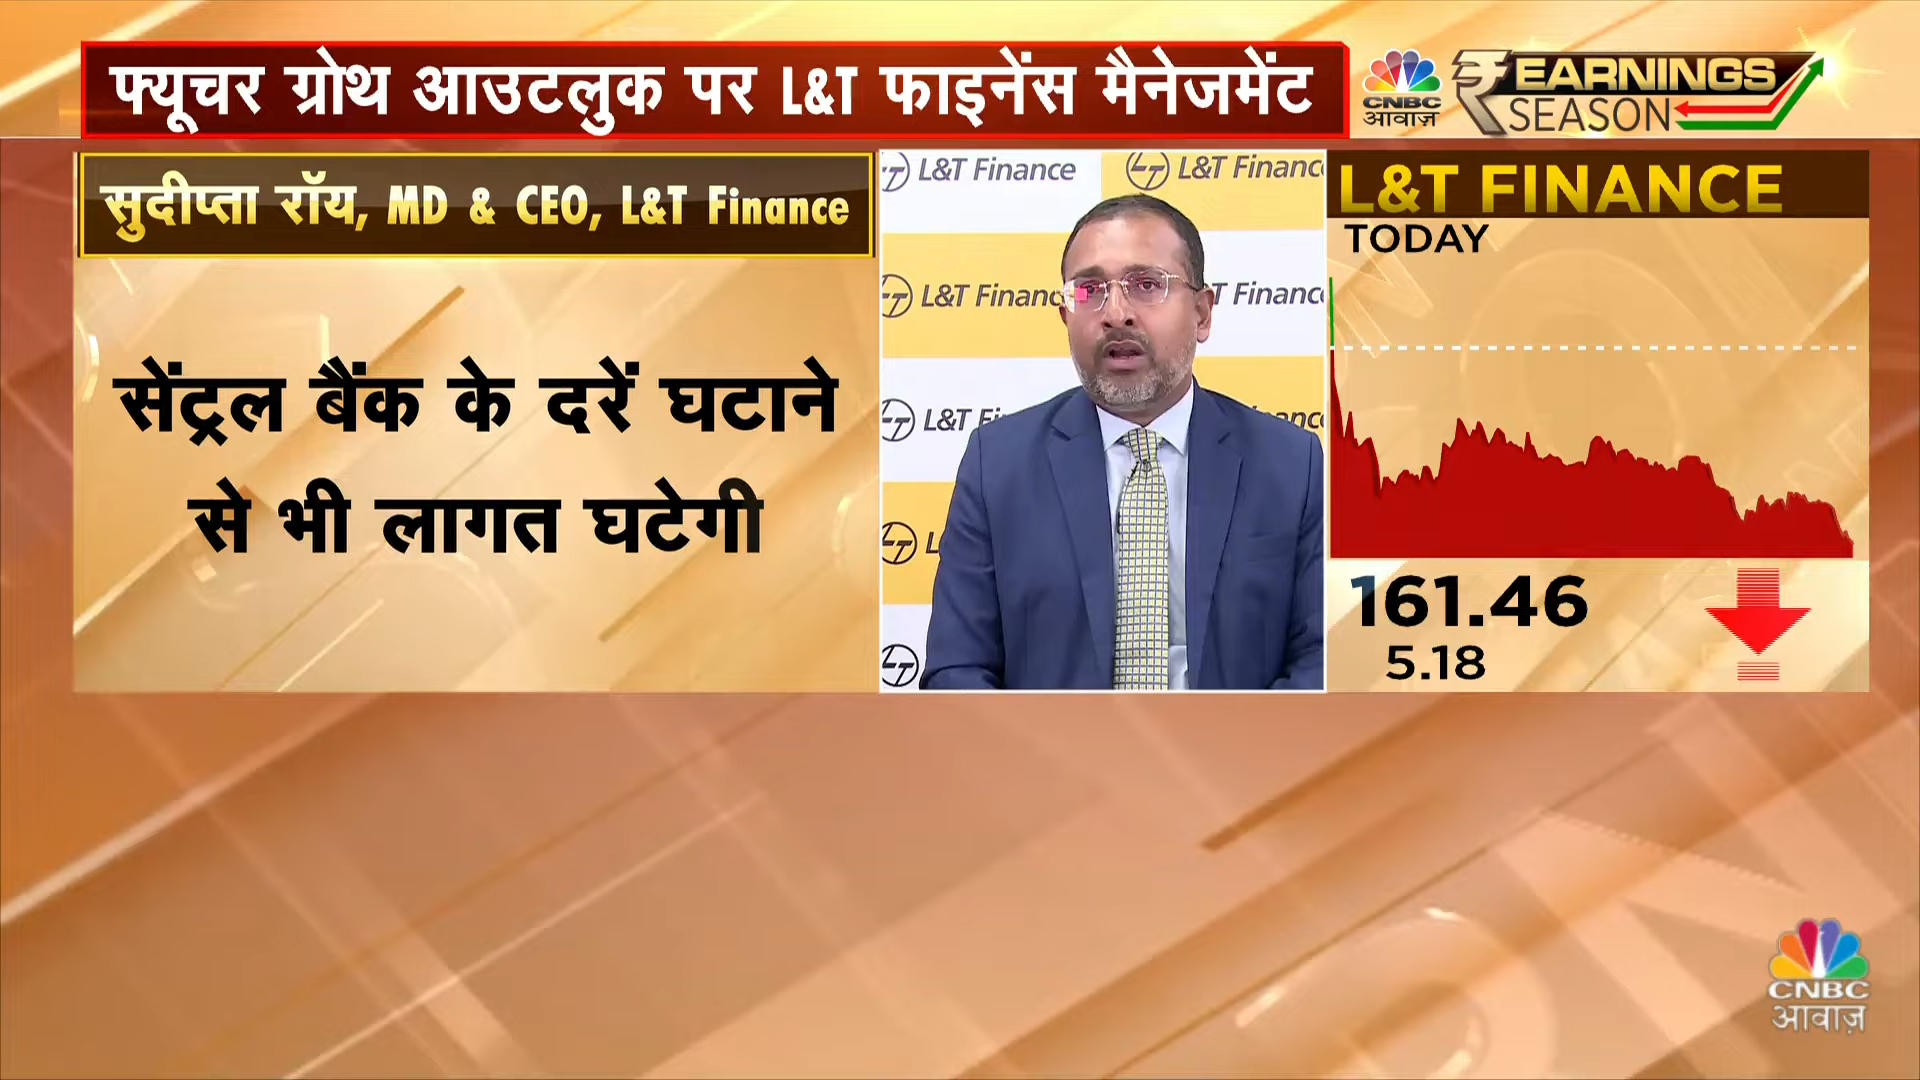 फ्यूचर ग्रोथ आउटलुक पर L&T फाइनेंस मैनेजमेंट
CNBC
आवाज़
₹ EARNINGS
SEASON
सुदीप्ता रॉय, MD & CEO, L&T Finance
सेंट्रल बैंक के दरें घटाने
से भी लागत घटेगी
L&T Finance
L&T Finance
L&T Finance
L&T FINANCE
TODAY
161.46
5.18
CNBC
आवाज़